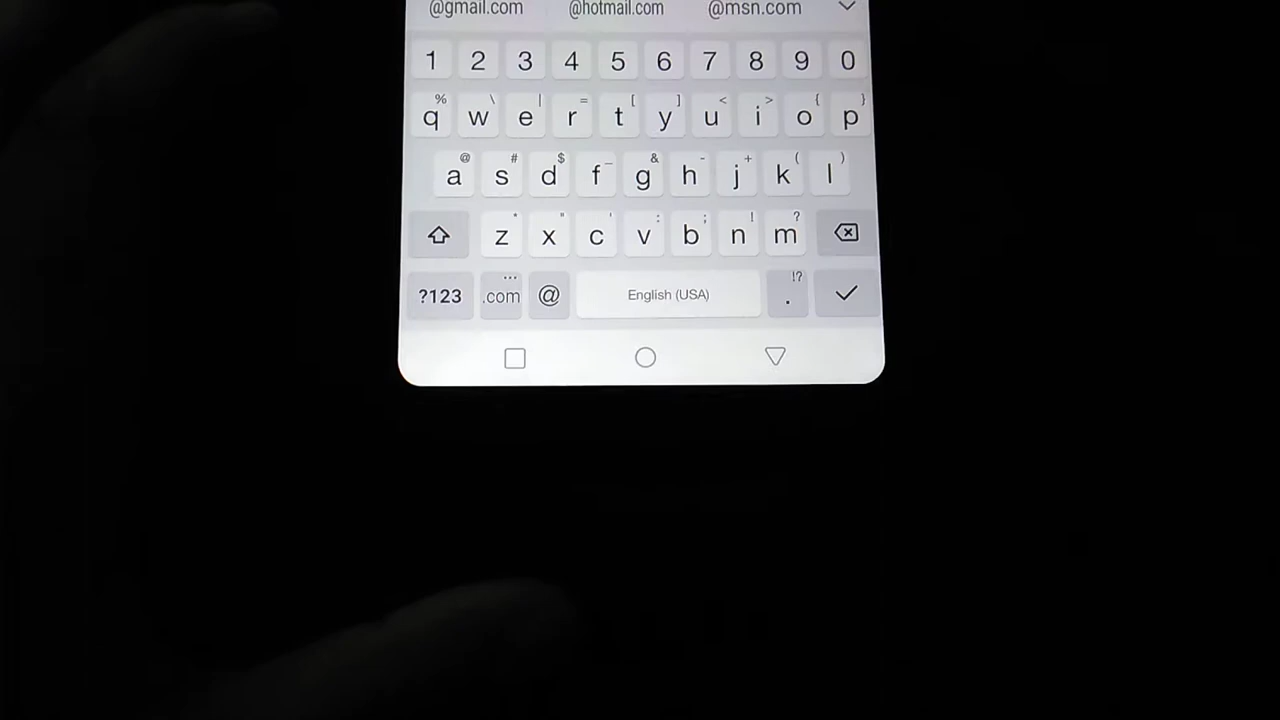 @gmail.com @hotmail.com @msn.com
1 2 3 4 5 6 7 8 9 0
% \ | = [ ] < > { }
q w e r t y u i o p
@ # $ _ & - + ( )
a s d f g h j k l
* " ' : ; ! ?
z x c v b n m
... !?
?123 .com @ English (USA) .